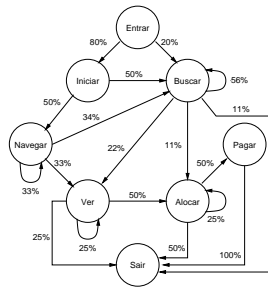 Entrar
80%
20%
Iniciar
50%
Buscar
56%
50%
34%
11%
Navegar
33%
33%
22%
11%
50%
Pagar
Ver
50%
Alocar
25%
25%
25%
50%
100%
Sair